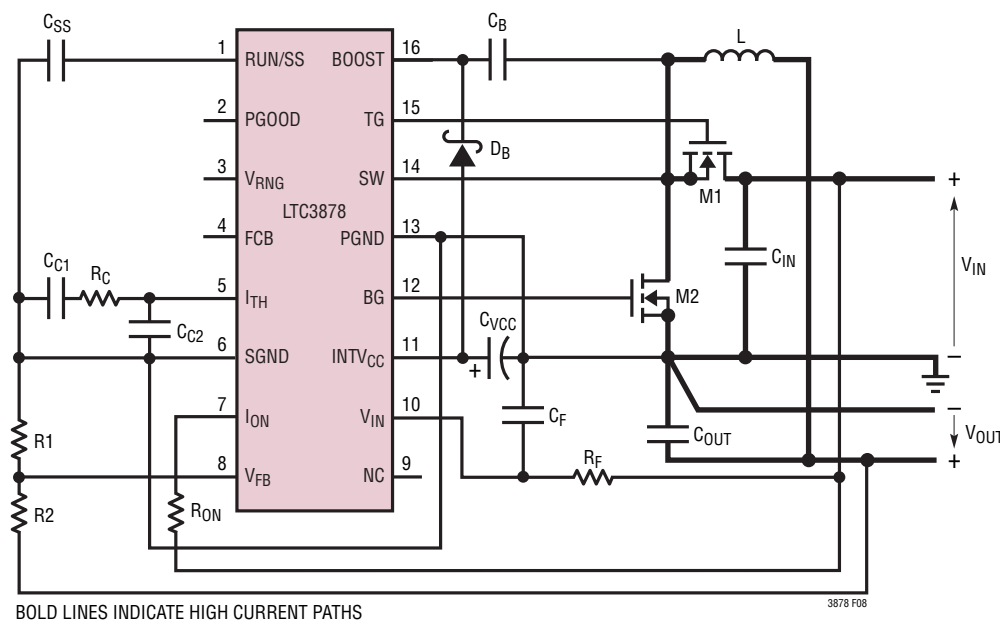 CSS
CB
L
1
RUN/SS
BOOST
16
2
PGOOD
TG
15
DB
3
VRNG
SW
14
M1
+
LTC3878
4
FCB
PGND
13
CIN
VIN
CC1
RC
5
ITH
BG
12
M2
CC2
CVCC
6
SGND
INTVCC
11
+
–
7
ION
VIN
10
CF
–
R1
COUT
VOUT
RF
+
8
VFB
NC
9
R2
RON
BOLD LINES INDICATE HIGH CURRENT PATHS
3878 F08